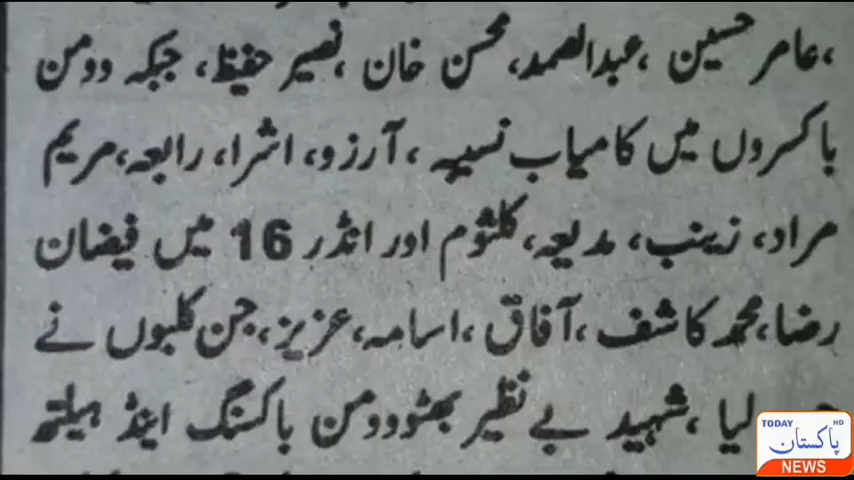 ،عامر حسین ،عبدالصمد، محسن خان ،نصیر حفیظ، جبکہ وومن
باکسروں میں کامیاب نسیبہ ،آرزو، اشرا، رابعہ،مریم
مراد، زینب، مدیعہ، کلثوم اور انڈر 16 میں فیضان
رضا،محمد کاشف ،آفاق ،اسامہ،عزیز،جن کلبوں نے
لیا ،شہید بے نظیر بھٹو وومن باکسنگ اینڈ ہیلتھ
TODAY HD
پاکستان
NEWS